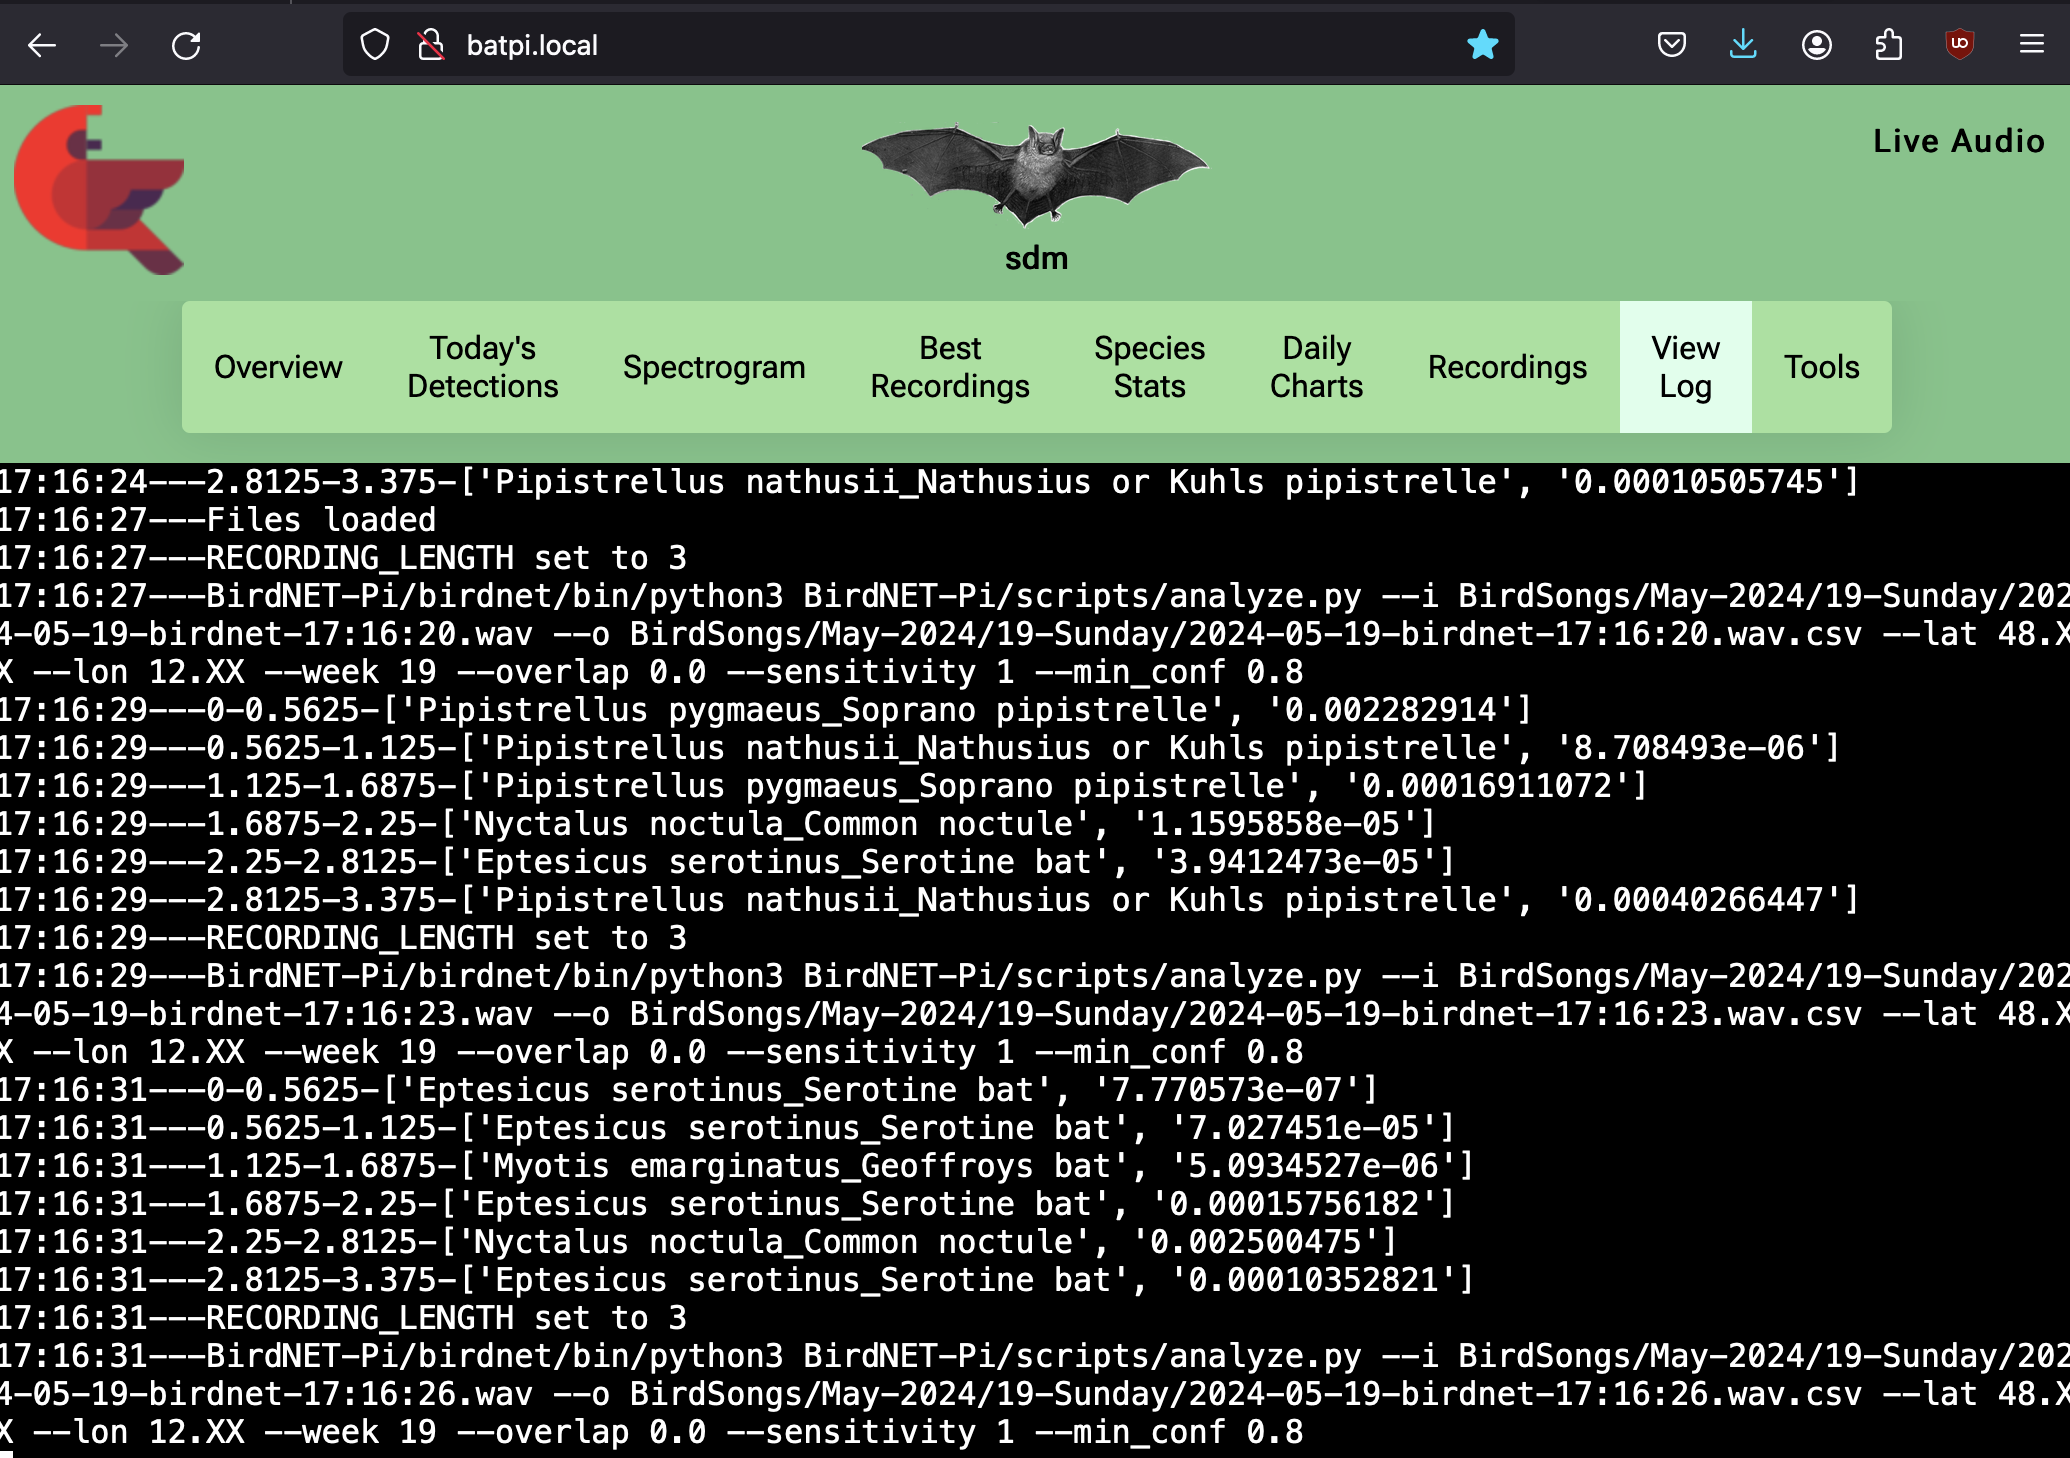 batpi.local
Live Audio
sdm
Overview
Today's
Detections
Spectrogram
Best
Recordings
Species
Stats
Daily
Charts
Recordings
View
Log
Tools
17:16:24---2.8125-3.375-['Pipistrellus nathusii_Nathusius or Kuhls pipistrelle', '0.00010505745']
17:16:27---Files loaded
17:16:27---RECORDING_LENGTH set to 3
17:16:27---BirdNET-Pi/birdnet/bin/python3 BirdNET-Pi/scripts/analyze.py --i BirdSongs/May-2024/19-Sunday/202
4-05-19-birdnet-17:16:20.wav --o BirdSongs/May-2024/19-Sunday/2024-05-19-birdnet-17:16:20.wav.csv --lat 48.X
X --lon 12.XX --week 19 --overlap 0.0 --sensitivity 1 --min_conf 0.8
17:16:29---0-0.5625-['Pipistrellus pygmaeus_Soprano pipistrelle', '0.002282914']
17:16:29---0.5625-1.125-['Pipistrellus nathusii_Nathusius or Kuhls pipistrelle', '8.708493e-06']
17:16:29---1.125-1.6875-['Pipistrellus pygmaeus_Soprano pipistrelle', '0.00016911072']
17:16:29---1.6875-2.25-['Nyctalus noctula_Common noctule', '1.1595858e-05']
17:16:29---2.25-2.8125-['Eptesicus serotinus_Serotine bat', '3.9412473e-05']
17:16:29---2.8125-3.375-['Pipistrellus nathusii_Nathusius or Kuhls pipistrelle', '0.00040266447']
17:16:29---RECORDING_LENGTH set to 3
17:16:29---BirdNET-Pi/birdnet/bin/python3 BirdNET-Pi/scripts/analyze.py --i BirdSongs/May-2024/19-Sunday/202
4-05-19-birdnet-17:16:23.wav --o BirdSongs/May-2024/19-Sunday/2024-05-19-birdnet-17:16:23.wav.csv --lat 48.X
X --lon 12.XX --week 19 --overlap 0.0 --sensitivity 1 --min_conf 0.8
17:16:31---0-0.5625-['Eptesicus serotinus_Serotine bat', '7.770573e-07']
17:16:31---0.5625-1.125-['Eptesicus serotinus_Serotine bat', '7.027451e-05']
17:16:31---1.125-1.6875-['Myotis emarginatus_Geoffroys bat', '5.0934527e-06']
17:16:31---1.6875-2.25-['Eptesicus serotinus_Serotine bat', '0.00015756182']
17:16:31---2.25-2.8125-['Nyctalus noctula_Common noctule', '0.002500475']
17:16:31---2.8125-3.375-['Eptesicus serotinus_Serotine bat', '0.00010352821']
17:16:31---RECORDING_LENGTH set to 3
17:16:31---BirdNET-Pi/birdnet/bin/python3 BirdNET-Pi/scripts/analyze.py --i BirdSongs/May-2024/19-Sunday/202
4-05-19-birdnet-17:16:26.wav --o BirdSongs/May-2024/19-Sunday/2024-05-19-birdnet-17:16:26.wav.csv --lat 48.X
X --lon 12.XX --week 19 --overlap 0.0 --sensitivity 1 --min_conf 0.8